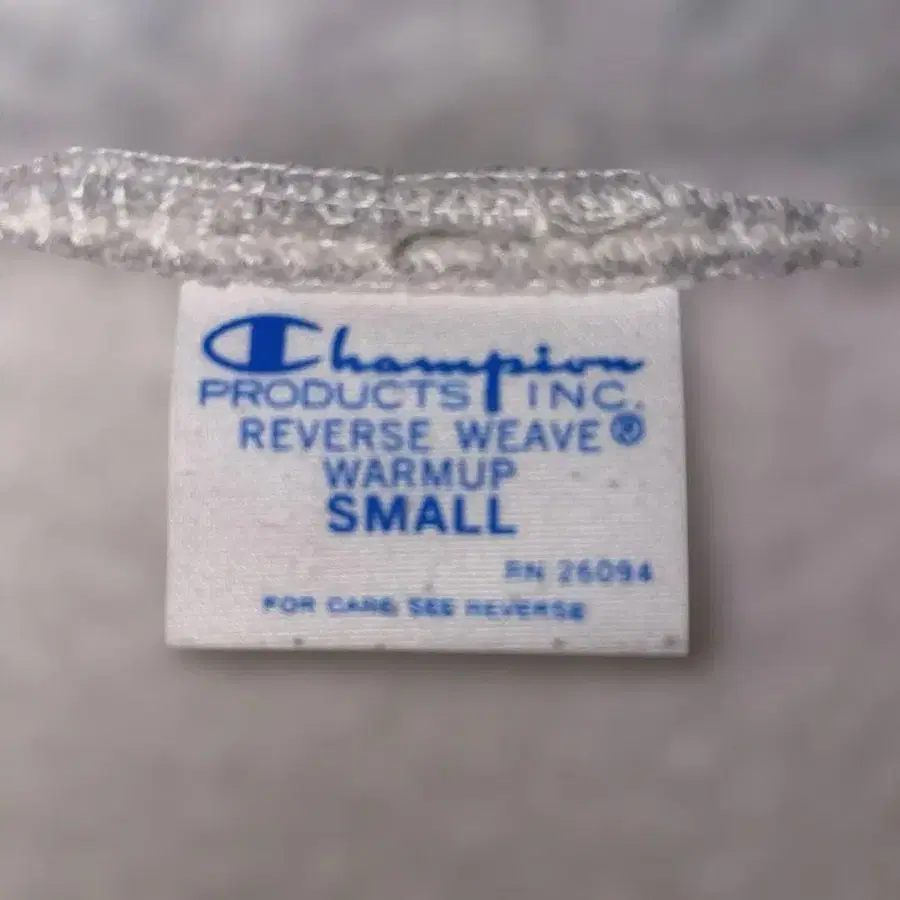 Champion
PRODUCTS INC.
REVERSE WEAVE®
WARMUP
SMALL
RN 26094
FOR CARE SEE REVERSE